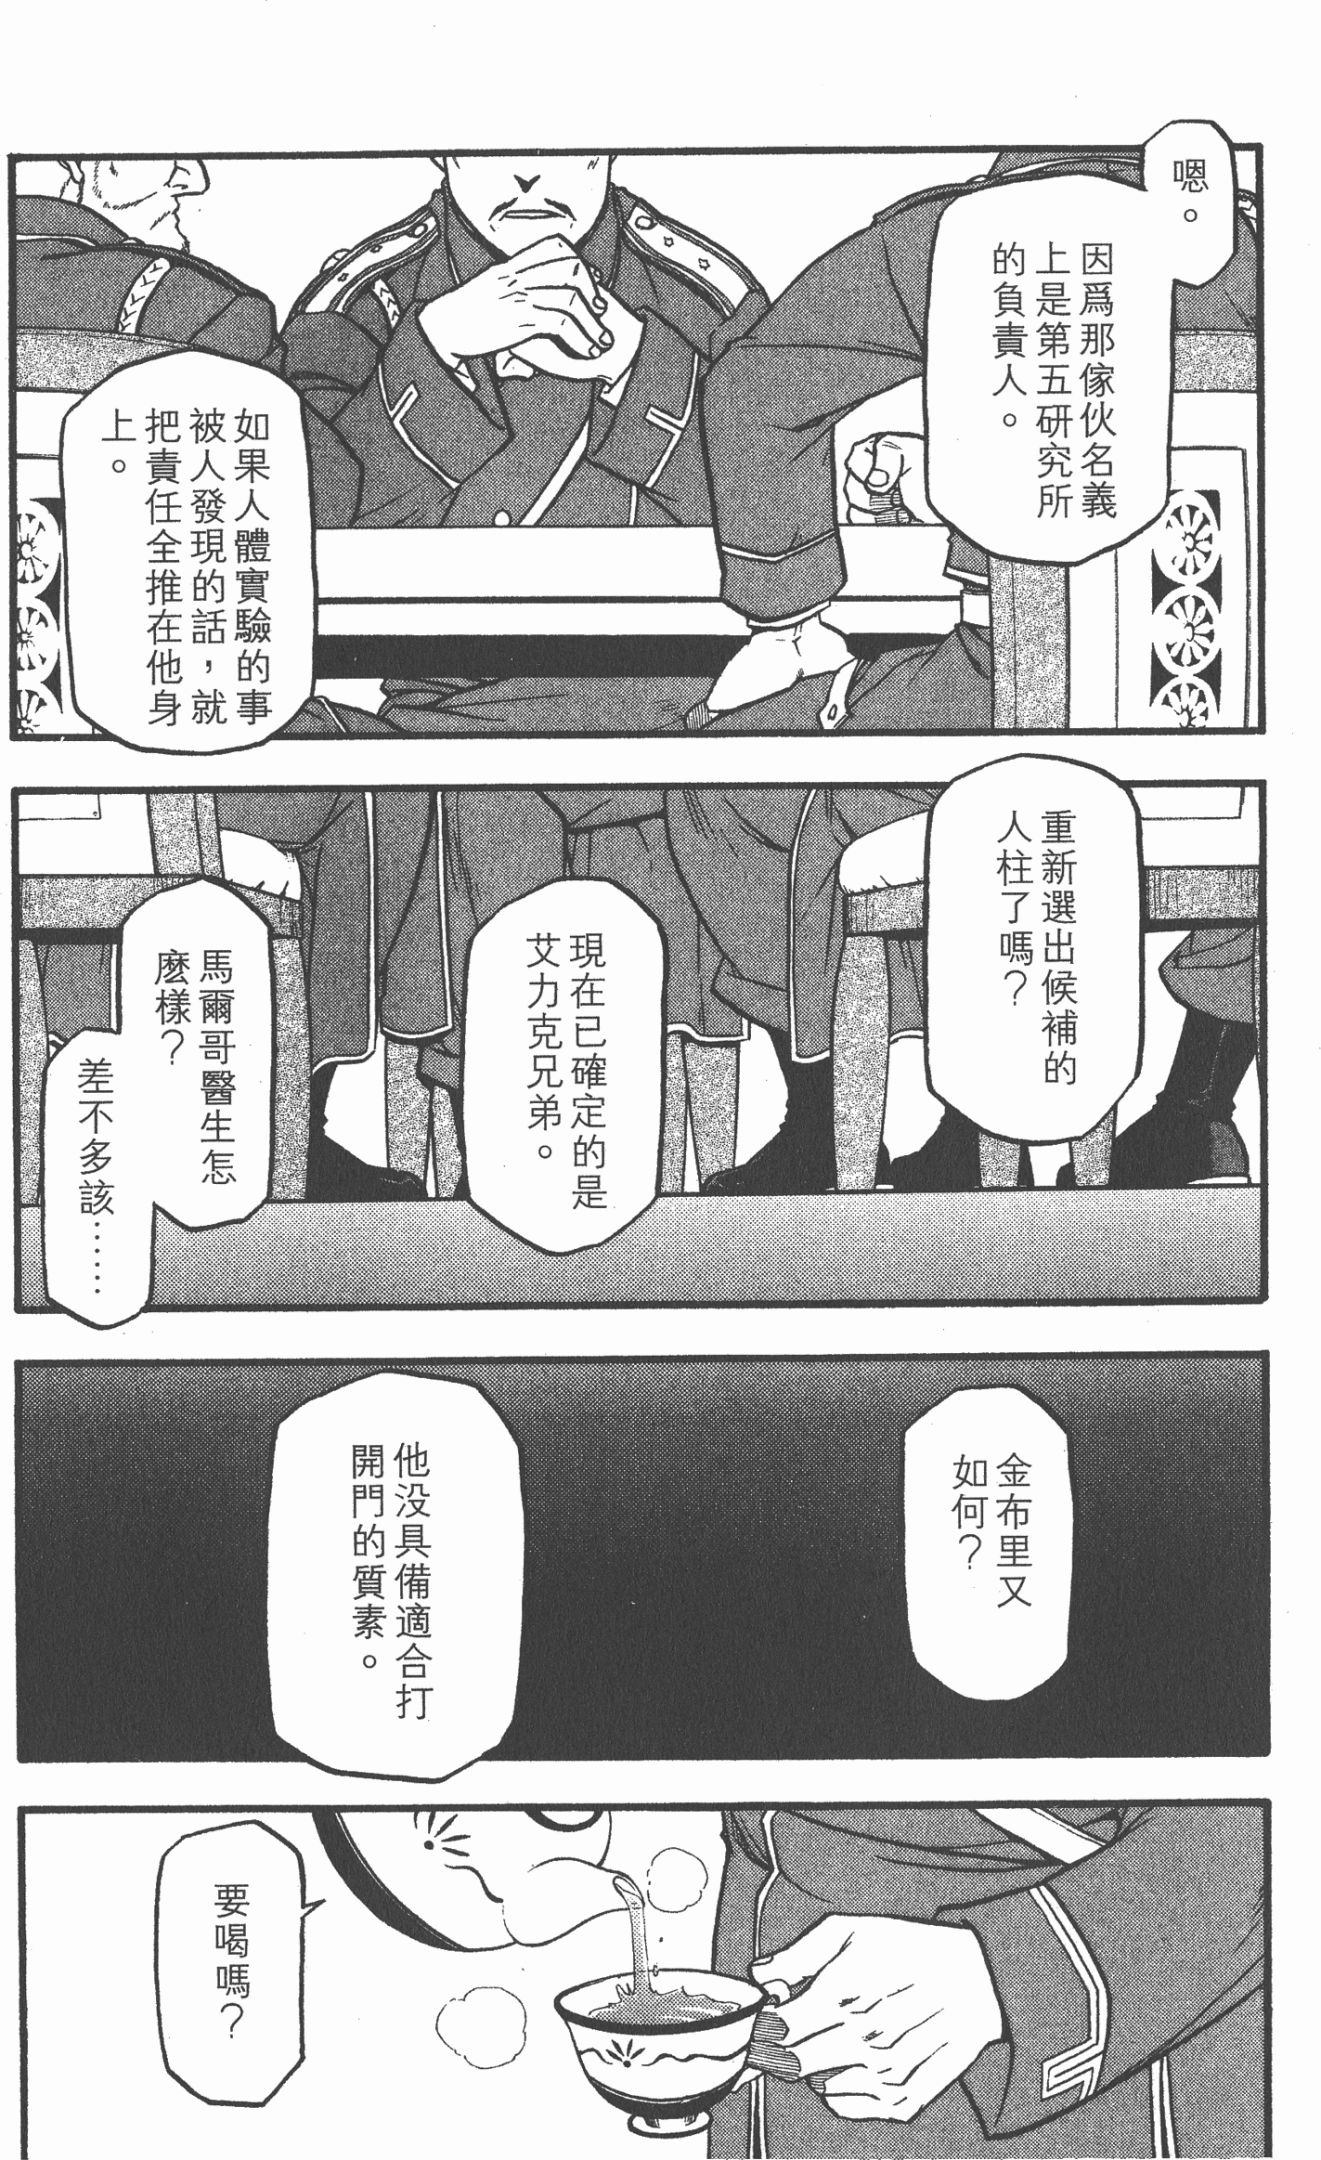 嗯。
因爲那傢伙名義
上是第五研究所
的負責人。
如果人體實驗的事
被人發現的話，就
把責任全推在他身
上。
重新選出候補的
人柱了嗎？
現在已確定的是
艾力克兄弟。
馬爾哥醫生怎
麼樣？
差不多該……
金布里又
如何？
他没具備適合打
開門的質素。
要喝嗎？